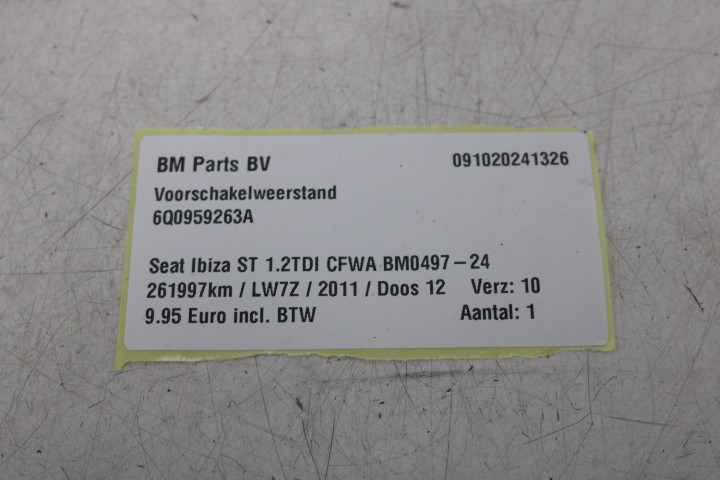 BM Parts BV 091020241326
Voorschakelweerstand
6Q0959263A
Seat Ibiza ST 1.2TDI CFWA BM0497-24
261997km / LW7Z / 2011 / Doos 12 Verz: 10
9.95 Euro incl. BTW Aantal: 1